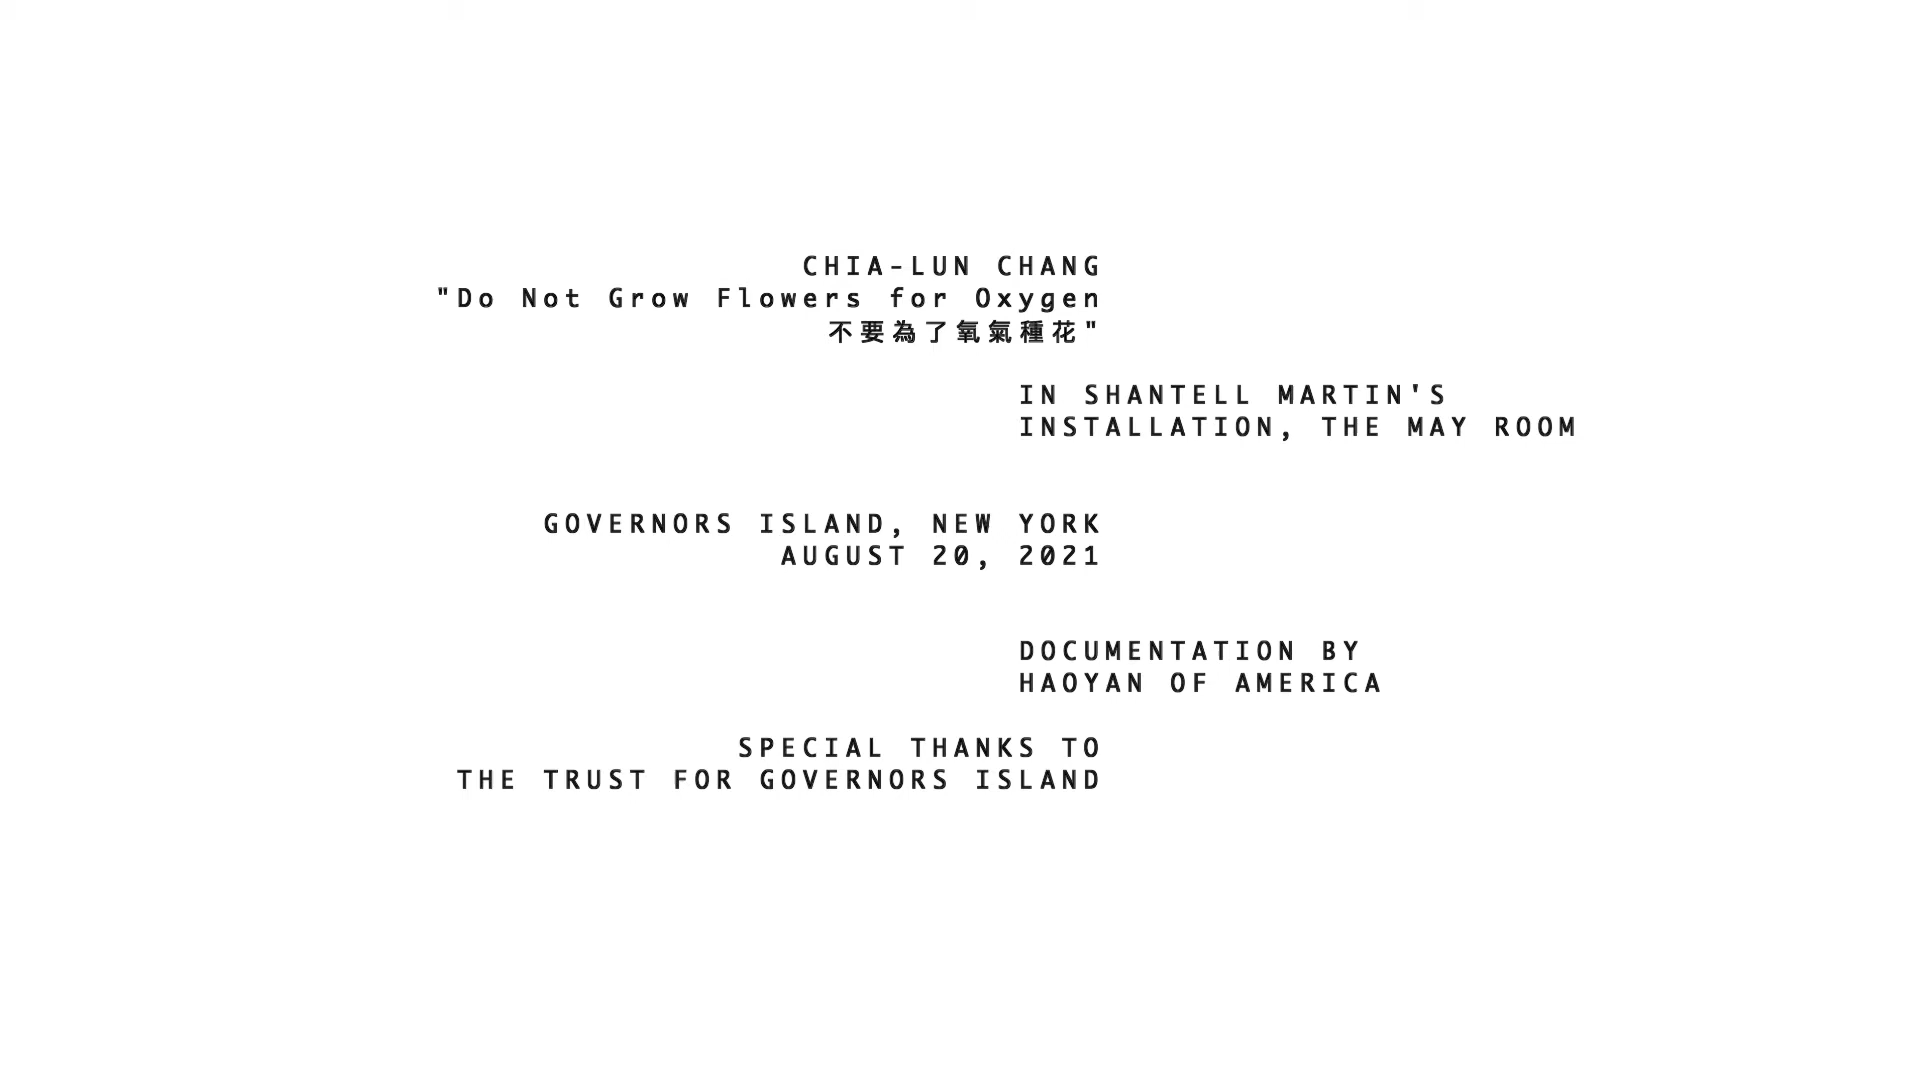 CHIA-LUN CHANG
"Do Not Grow Flowers for Oxygen
不要為了氧氣種花"
IN SHANTELL MARTIN'S
INSTALLATION, THE MAY ROOM
GOVERNORS ISLAND, NEW YORK
AUGUST 20, 2021
DOCUMENTATION BY
HAOYAN OF AMERICA
SPECIAL THANKS TO
THE TRUST FOR GOVERNORS ISLAND